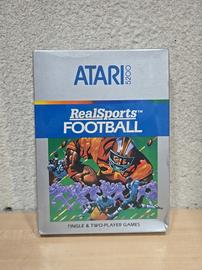 ATARI 5200
RealSports™
FOOTBALL
SINGLE & TWO-PLAYER GAMES